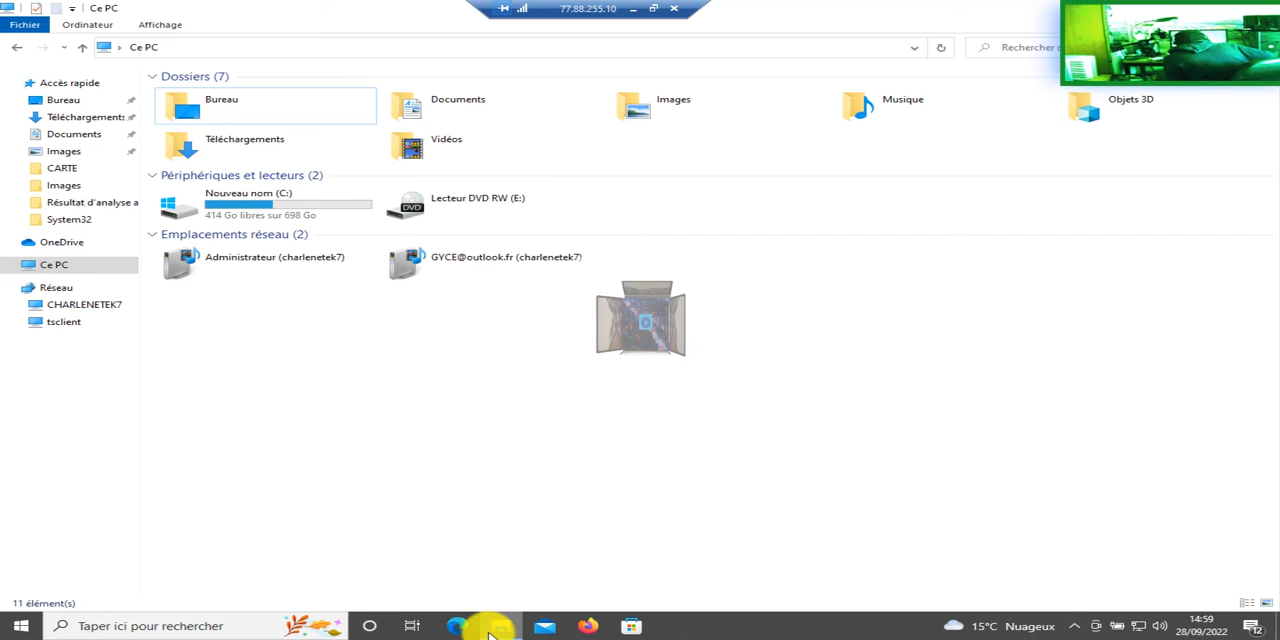 Ce PC
77.88.255.10
Fichier
Ordinateur
Affichage
Ce PC
Rechercher
Accès rapide
Bureau
Téléchargements
Documents
Images
CARTE
Images
Résultat d'analyse a
System32
OneDrive
Ce PC
Réseau
CHARLENETEK7
tsclient
Dossiers (7)
Bureau
Documents
Images
Musique
Objets 3D
Téléchargements
Vidéos
Périphériques et lecteurs (2)
Nouveau nom (C:)
414 Go libres sur 698 Go
Lecteur DVD RW (E:)
DVD
Emplacements réseau (2)
Administrateur (charlenetek7)
GYCE@outlook.fr (charlenetek7)
11 élément(s)
Taper ici pour rechercher
15°C Nuageux
14:59
28/09/2022
12